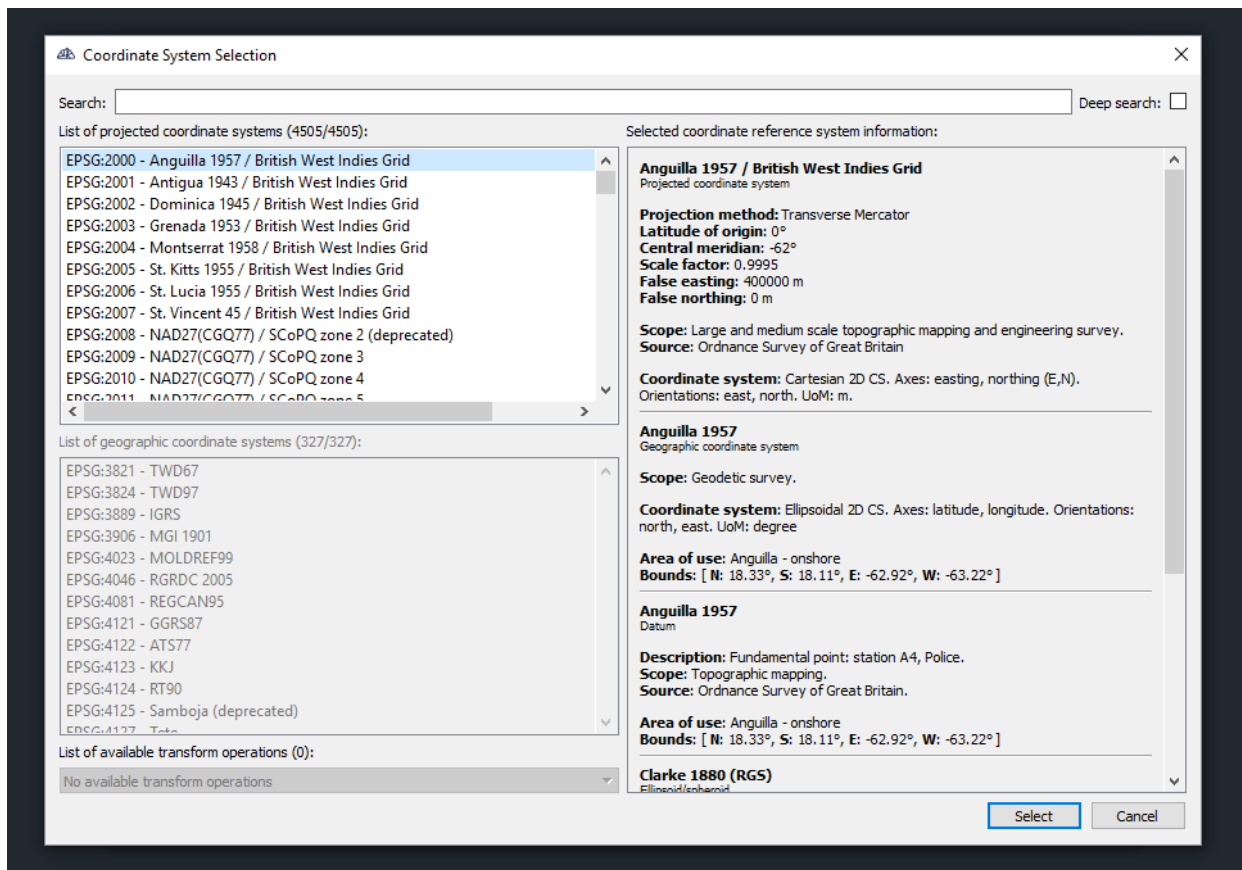 Coordinate System Selection
Search:
Deep search:
List of projected coordinate systems (4505/4505):
EPSG:2000 - Anguilla 1957 / British West Indies Grid
EPSG:2001 - Antigua 1943 / British West Indies Grid
EPSG:2002 - Dominica 1945 / British West Indies Grid
EPSG:2003 - Grenada 1953 / British West Indies Grid
EPSG:2004 - Montserrat 1958 / British West Indies Grid
EPSG:2005 - St. Kitts 1955 / British West Indies Grid
EPSG:2006 - St. Lucia 1955 / British West Indies Grid
EPSG:2007 - St. Vincent 45 / British West Indies Grid
EPSG:2008 - NAD27(CGQ77) / SCoPQ zone 2 (deprecated)
EPSG:2009 - NAD27(CGQ77) / SCoPQ zone 3
EPSG:2010 - NAD27(CGQ77) / SCoPQ zone 4
EPSG:2011 - NAD27(CGQ77) / SCoPQ zone 5
List of geographic coordinate systems (327/327):
EPSG:3821 - TWD67
EPSG:3824 - TWD97
EPSG:3889 - IGRS
EPSG:3906 - MGI 1901
EPSG:4023 - MOLDREF99
EPSG:4046 - RGRDC 2005
EPSG:4081 - REGCAN95
EPSG:4121 - GGRS87
EPSG:4122 - ATS77
EPSG:4123 - KKJ
EPSG:4124 - RT90
EPSG:4125 - Samboja (deprecated)
EPSG:4127 - Tete
List of available transform operations (0):
No available transform operations
Selected coordinate reference system information:
Anguilla 1957 / British West Indies Grid
Projected coordinate system
Projection method: Transverse Mercator
Latitude of origin: 0°
Central meridian: -62°
Scale factor: 0.9995
False easting: 400000 m
False northing: 0 m
Scope: Large and medium scale topographic mapping and engineering survey.
Source: Ordnance Survey of Great Britain
Coordinate system: Cartesian 2D CS. Axes: easting, northing (E,N).
Orientations: east, north. UoM: m.
Anguilla 1957
Geographic coordinate system
Scope: Geodetic survey.
Coordinate system: Ellipsoidal 2D CS. Axes: latitude, longitude. Orientations:
north, east. UoM: degree
Area of use: Anguilla - onshore
Bounds: [ N: 18.33°, S: 18.11°, E: -62.92°, W: -63.22° ]
Anguilla 1957
Datum
Description: Fundamental point: station A4, Police.
Scope: Topographic mapping.
Source: Ordnance Survey of Great Britain.
Area of use: Anguilla - onshore
Bounds: [ N: 18.33°, S: 18.11°, E: -62.92°, W: -63.22° ]
Clarke 1880 (RGS)
Ellipsoid/spheroid
Select
Cancel